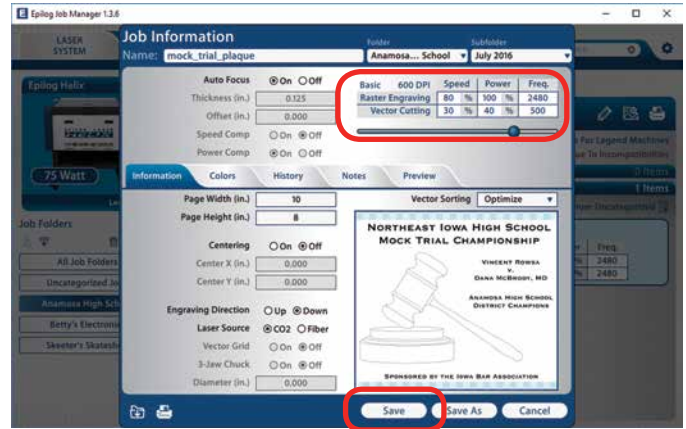 Epilog Job Manager 1.3.6
LASER
SYSTEM
Job Information
Name: mock_trial_plaque
Folder
Anamosa... School
Subfolder
July 2016
Auto Focus On Off
Thickness (in.) 0.125
Offset (in.) 0.000
Speed Comp On Off
Power Comp On Off
Basic 600 DPI Speed Power Freq.
Raster Engraving 80 % 100 % 2480
Vector Cutting 30 % 40 % 500
Epilog Helix
75 Watt
For Legend Machines
0 Items
1 Items
Information Colors History Notes Preview
Page Width (in.) 10
Page Height (in.) 8
Vector Sorting Optimize
Centering On Off
Center X (in.) 0.000
Center Y (in.) 0.000
Engraving Direction Up Down
Laser Source CO2 Fiber
Vector Grid On Off
3-Jaw Chuck On Off
Diameter (in.) 0.000
Northeast Iowa High School
Mock Trial Championship
Vincent Rowsa
v.
Dana McBrody, MD
Anamosa High School
District Champions
Sponsored by the Iowa Bar Association
Job Folders
All Job Folders
Uncategorized Jo
Anamosa High Sch
Betty's Electroni
Skeeter's Skatesh
Freq.
% 2480
% 2480
Save Save As Cancel